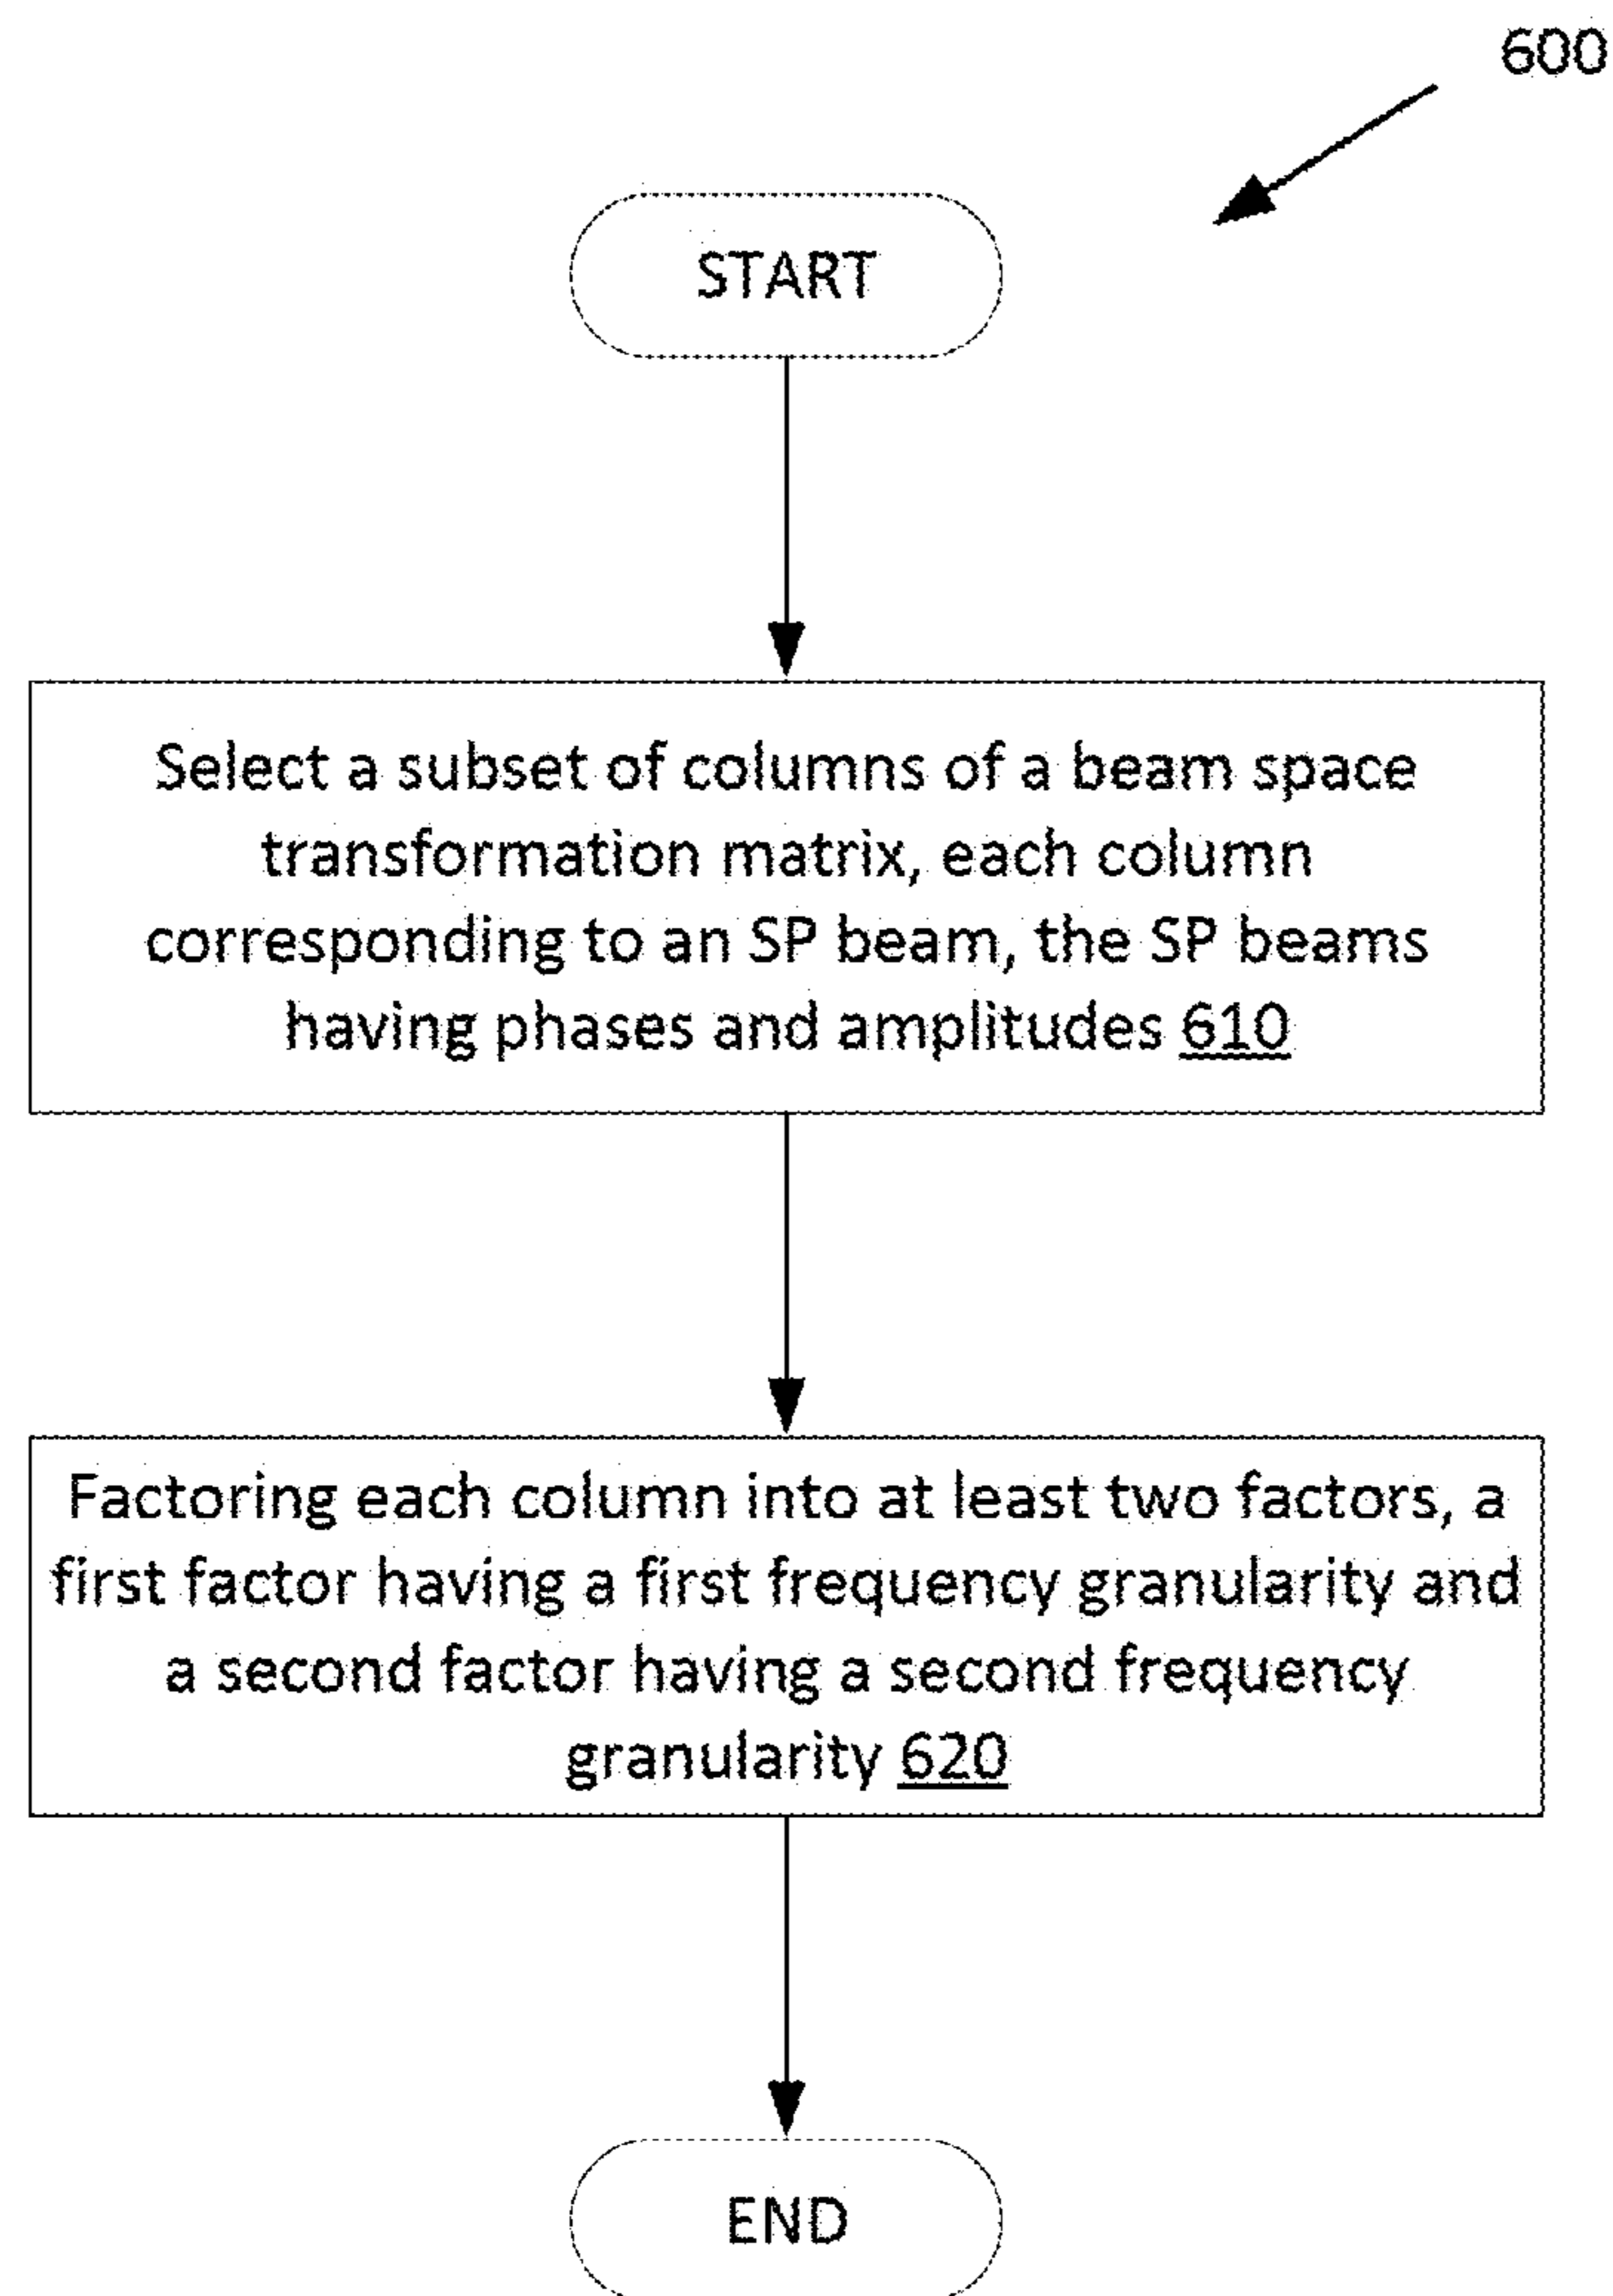 600
START
Select a subset of columns of a beam space
transformation matrix, each column
corresponding to an SP beam, the SP beams
having phases and amplitudes 610
Factoring each column into at least two factors, a
first factor having a first frequency granularity and
a second factor having a second frequency
granularity 620
END